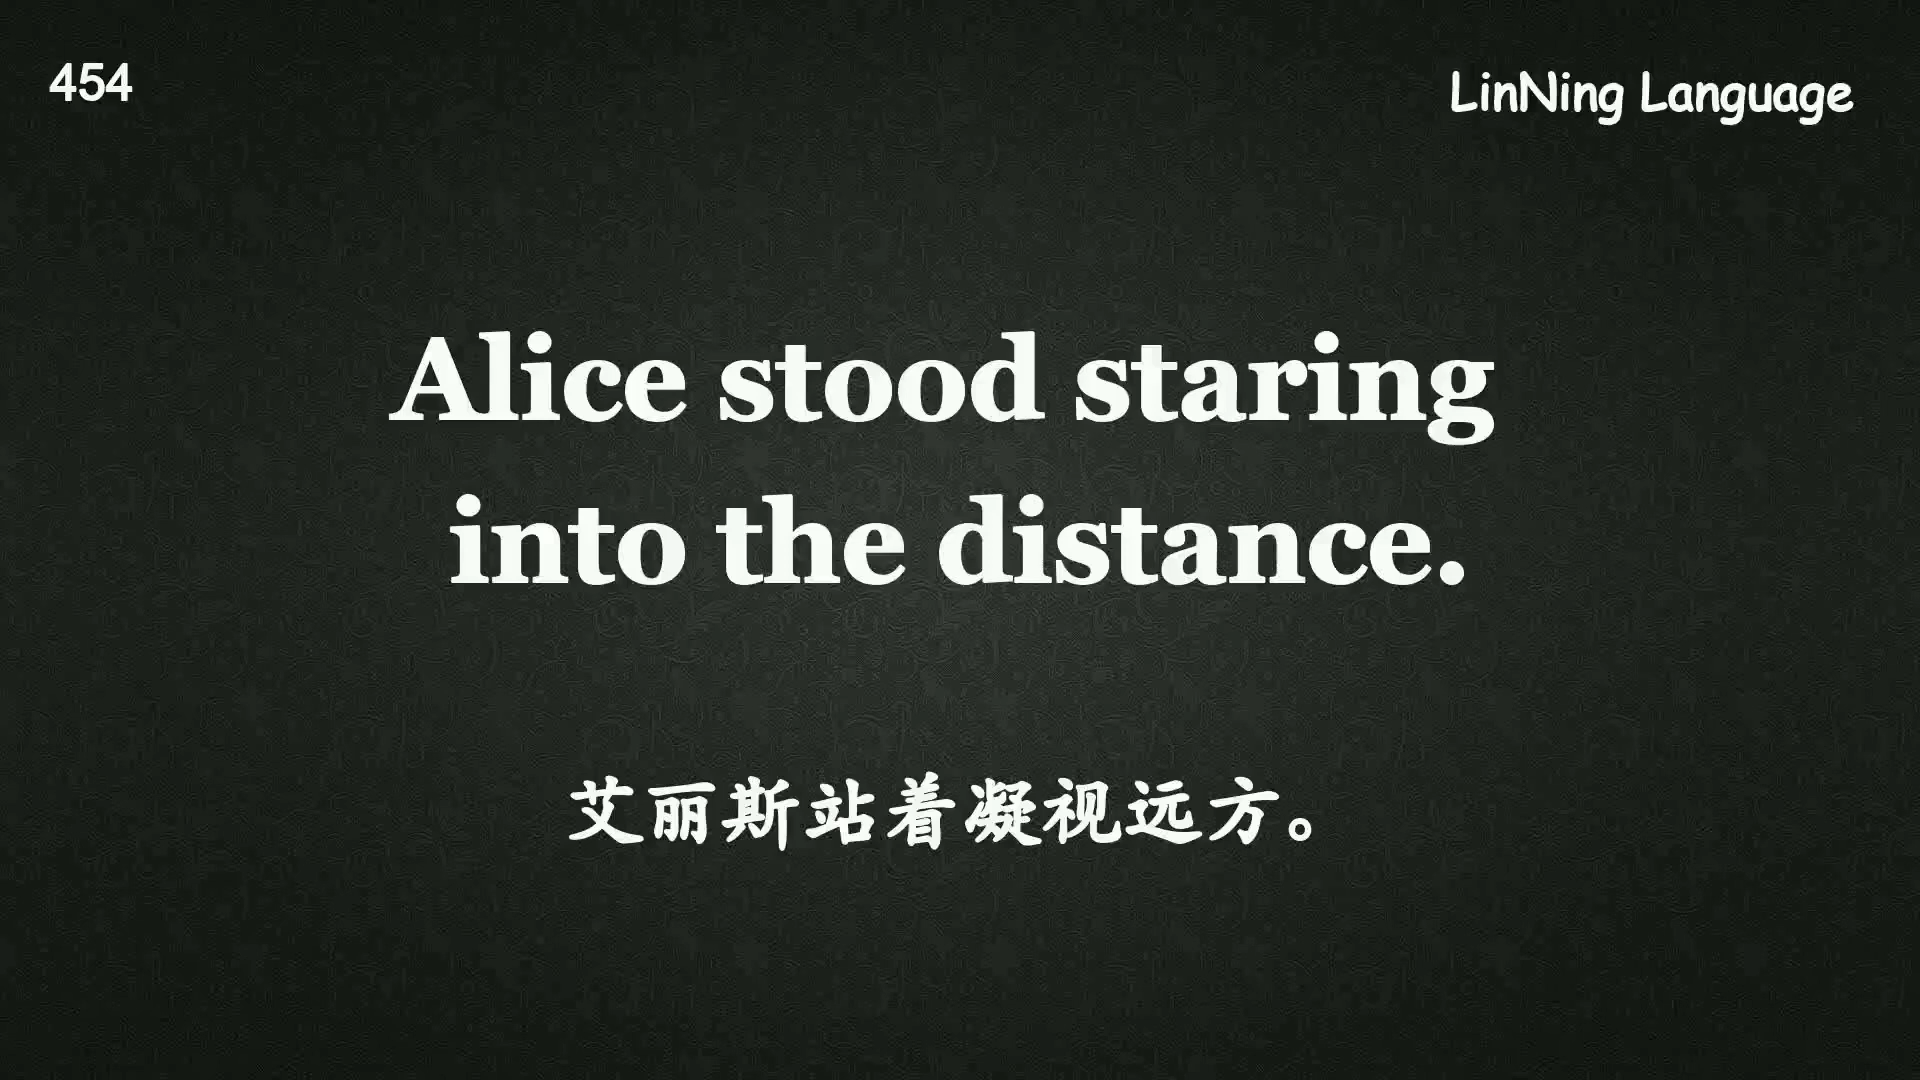 454
LinNing Language
Alice stood staring
into the distance.
艾丽斯站着凝视远方。